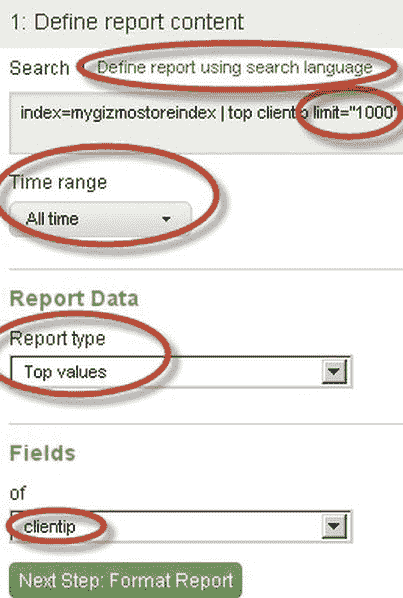 1: Define report content
Search Define report using search language
index=mygizmostoreindex | top clientip limit="1000"
Time range
All time
Report Data
Report type
Top values
Fields
of
clientip
Next Step: Format Report